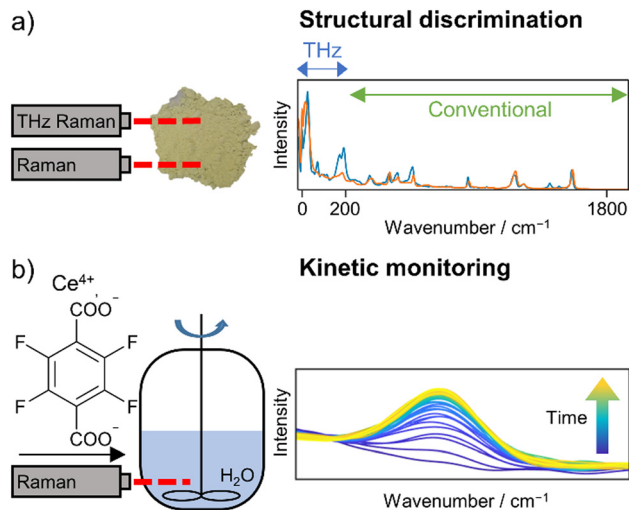 a)
Structural discrimination
THz Raman
Raman
THz
Conventional
Intensity
0
200
1800
Wavenumber / cm⁻¹
b)
Kinetic monitoring
Ce⁴⁺
COO⁻
F
F
F
F
COO⁻
Raman
H₂O
Intensity
Time
Wavenumber / cm⁻¹